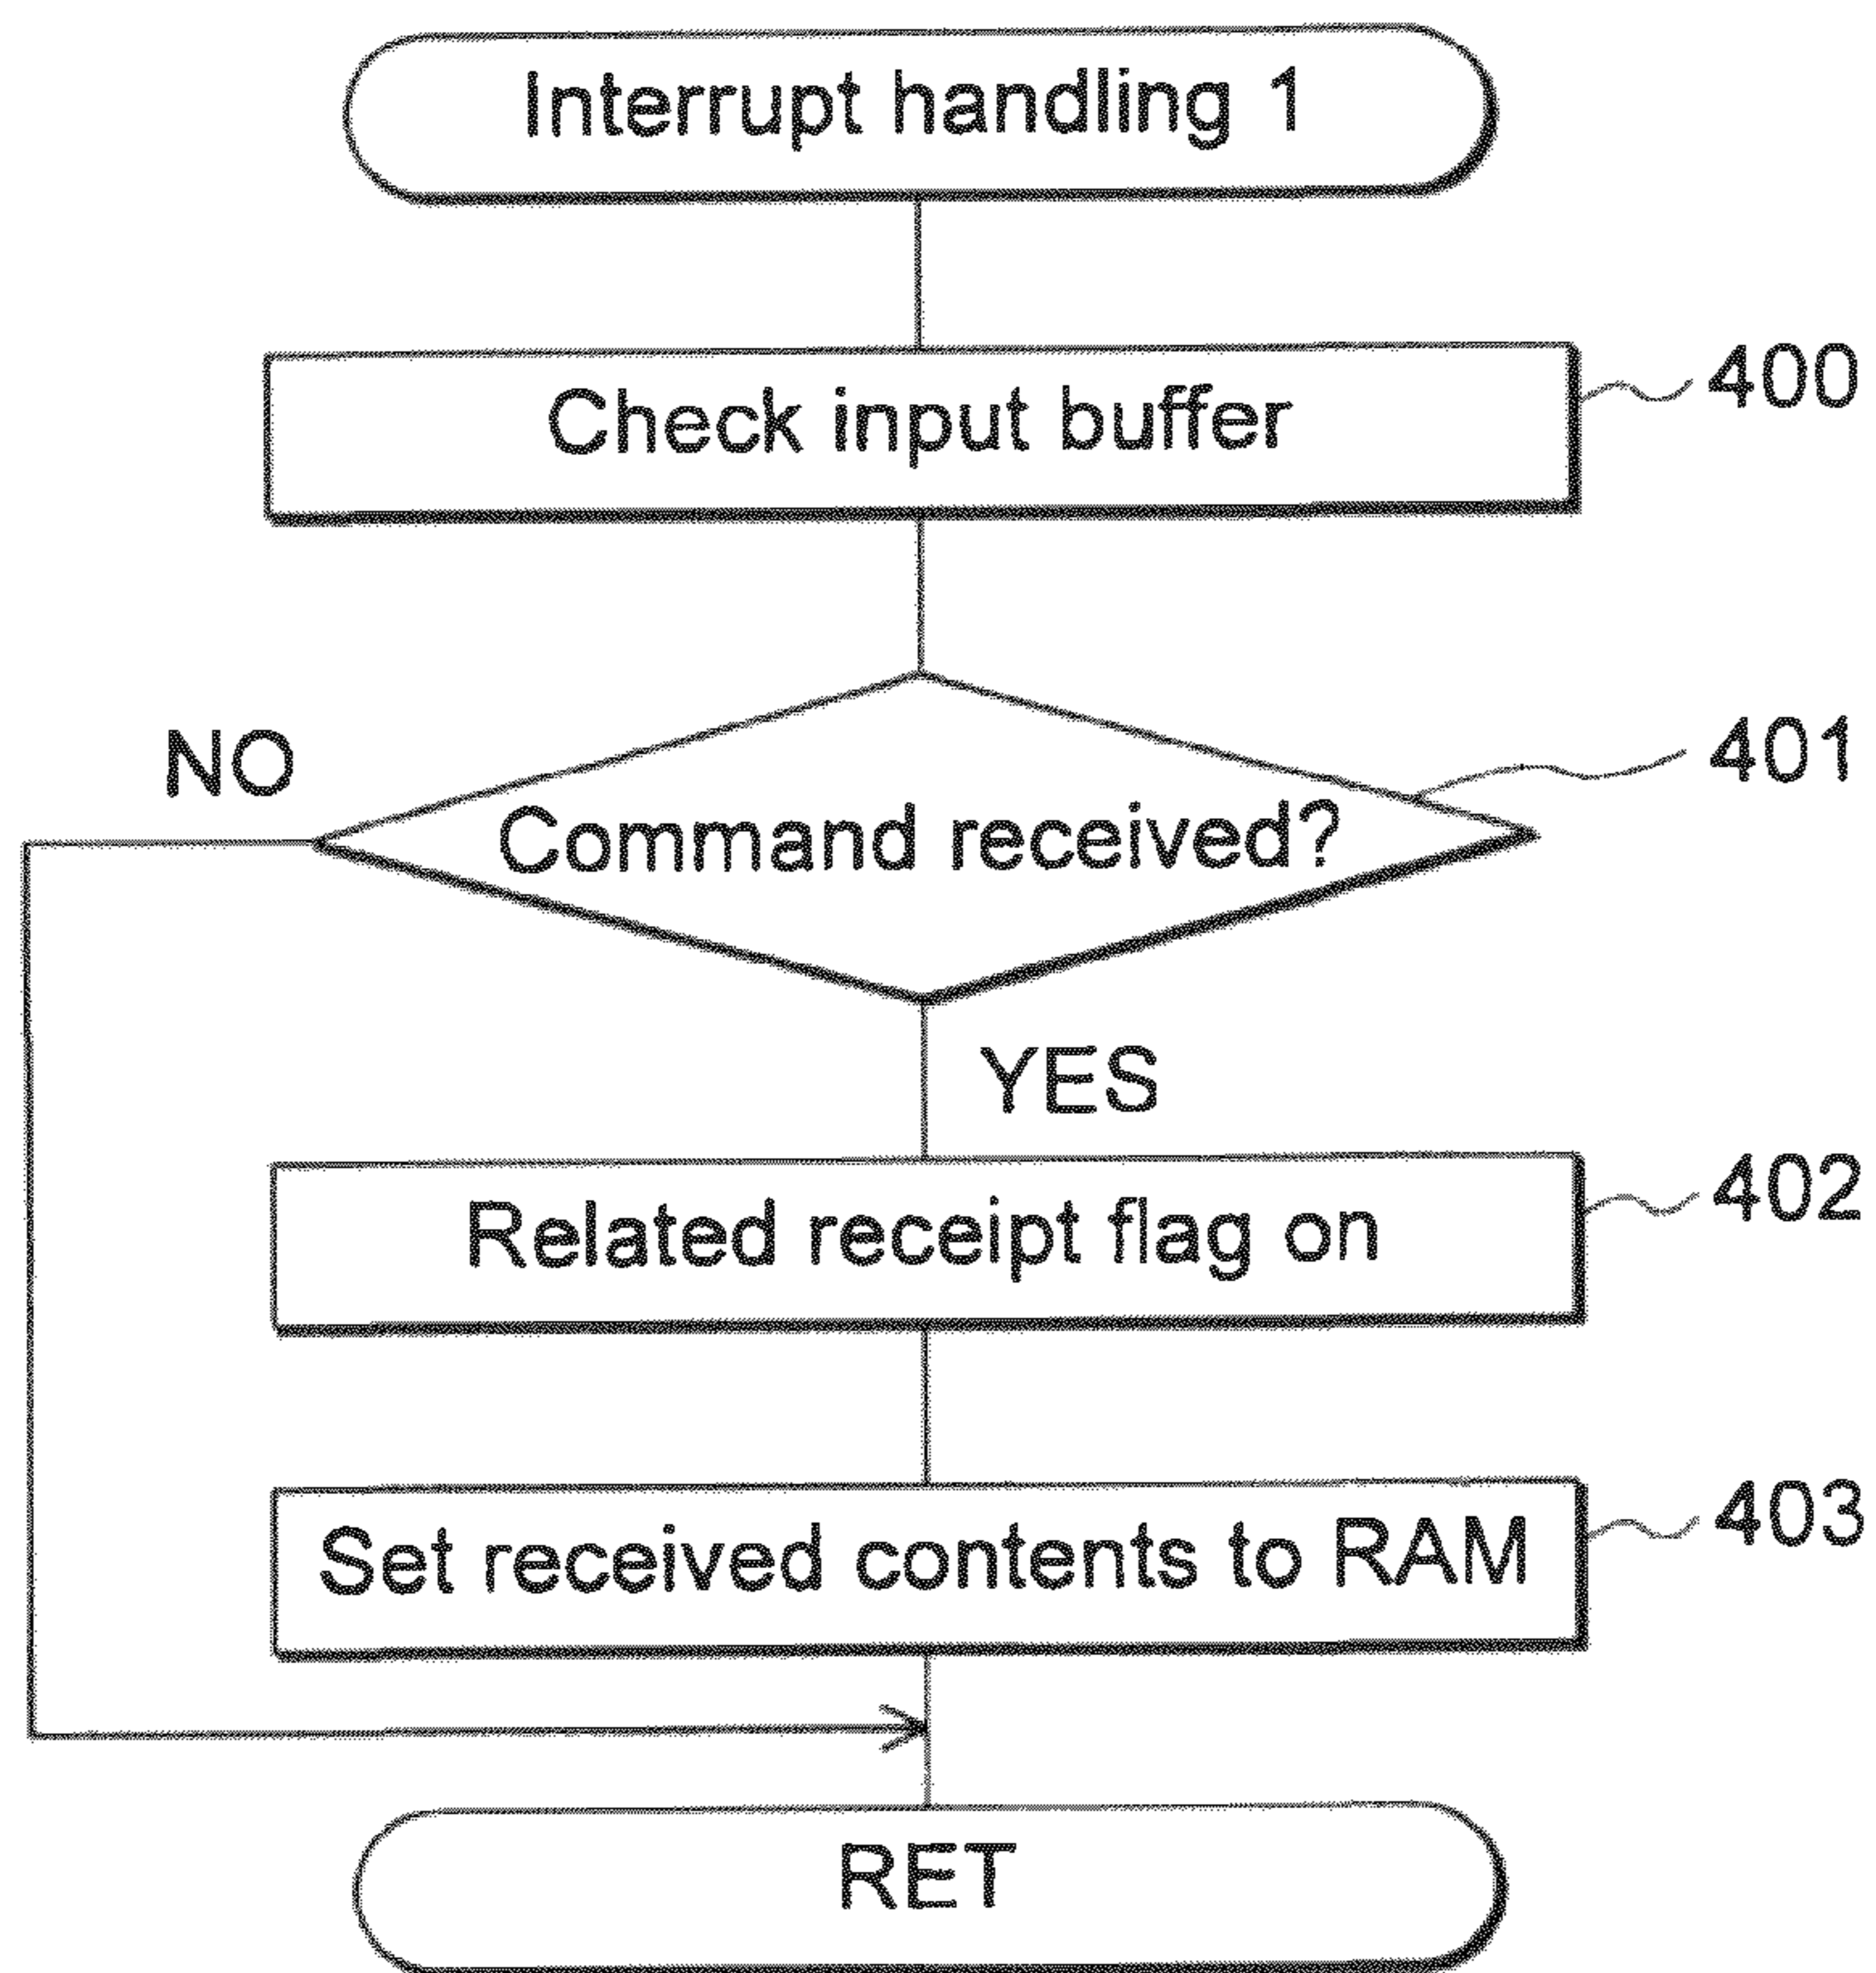 Interrupt handling 1
Check input buffer
400
NO
401
Command received?
YES
Related receipt flag on
402
Set received contents to RAM
403
RET